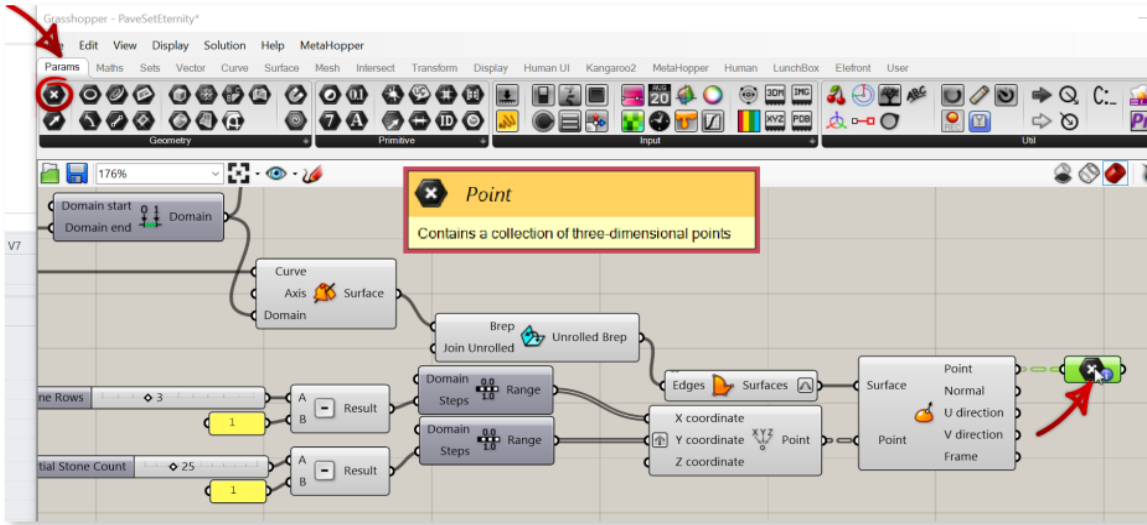 Grasshopper - PaveSetEternity*
Edit View Display Solution Help MetaHopper
Params Maths Sets Vector Curve Surface Mesh Intersect Transform Display Human UI Kangaroo2 MetaHopper Human LunchBox Elefront User
Geometry Primitive Input Util
176%
V7
Point
Contains a collection of three-dimensional points
Domain start
Domain end
Domain
Curve
Axis
Domain
Surface
Brep
Join Unrolled
Unrolled Brep
Edges
Surfaces
Domain
Steps
Range
Domain
Steps
Range
X coordinate
Y coordinate
Z coordinate
Point
Surface
Point
Point
Normal
U direction
V direction
Frame
ne Rows
3
1
A
B
Result
tial Stone Count
25
1
A
B
Result